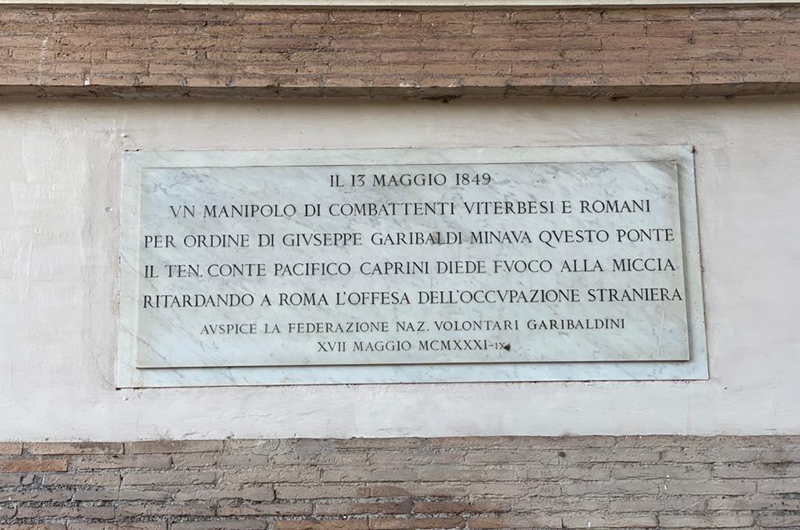 IL 13 MAGGIO 1849
VN MANIPOLO DI COMBATTENTI VITERBESI E ROMANI
PER ORDINE DI GIVSEPPE GARIBALDI MINAVA QVESTO PONTE
IL TEN. CONTE PACIFICO CAPRINI DIEDE FVOCO ALLA MICCIA
RITARDANDO A ROMA L'OFFESA DELL'OCCVPAZIONE STRANIERA
AVSPICE LA FEDERAZIONE NAZ. VOLONTARI GARIBALDINI
XVII MAGGIO MCMXXXI-IX